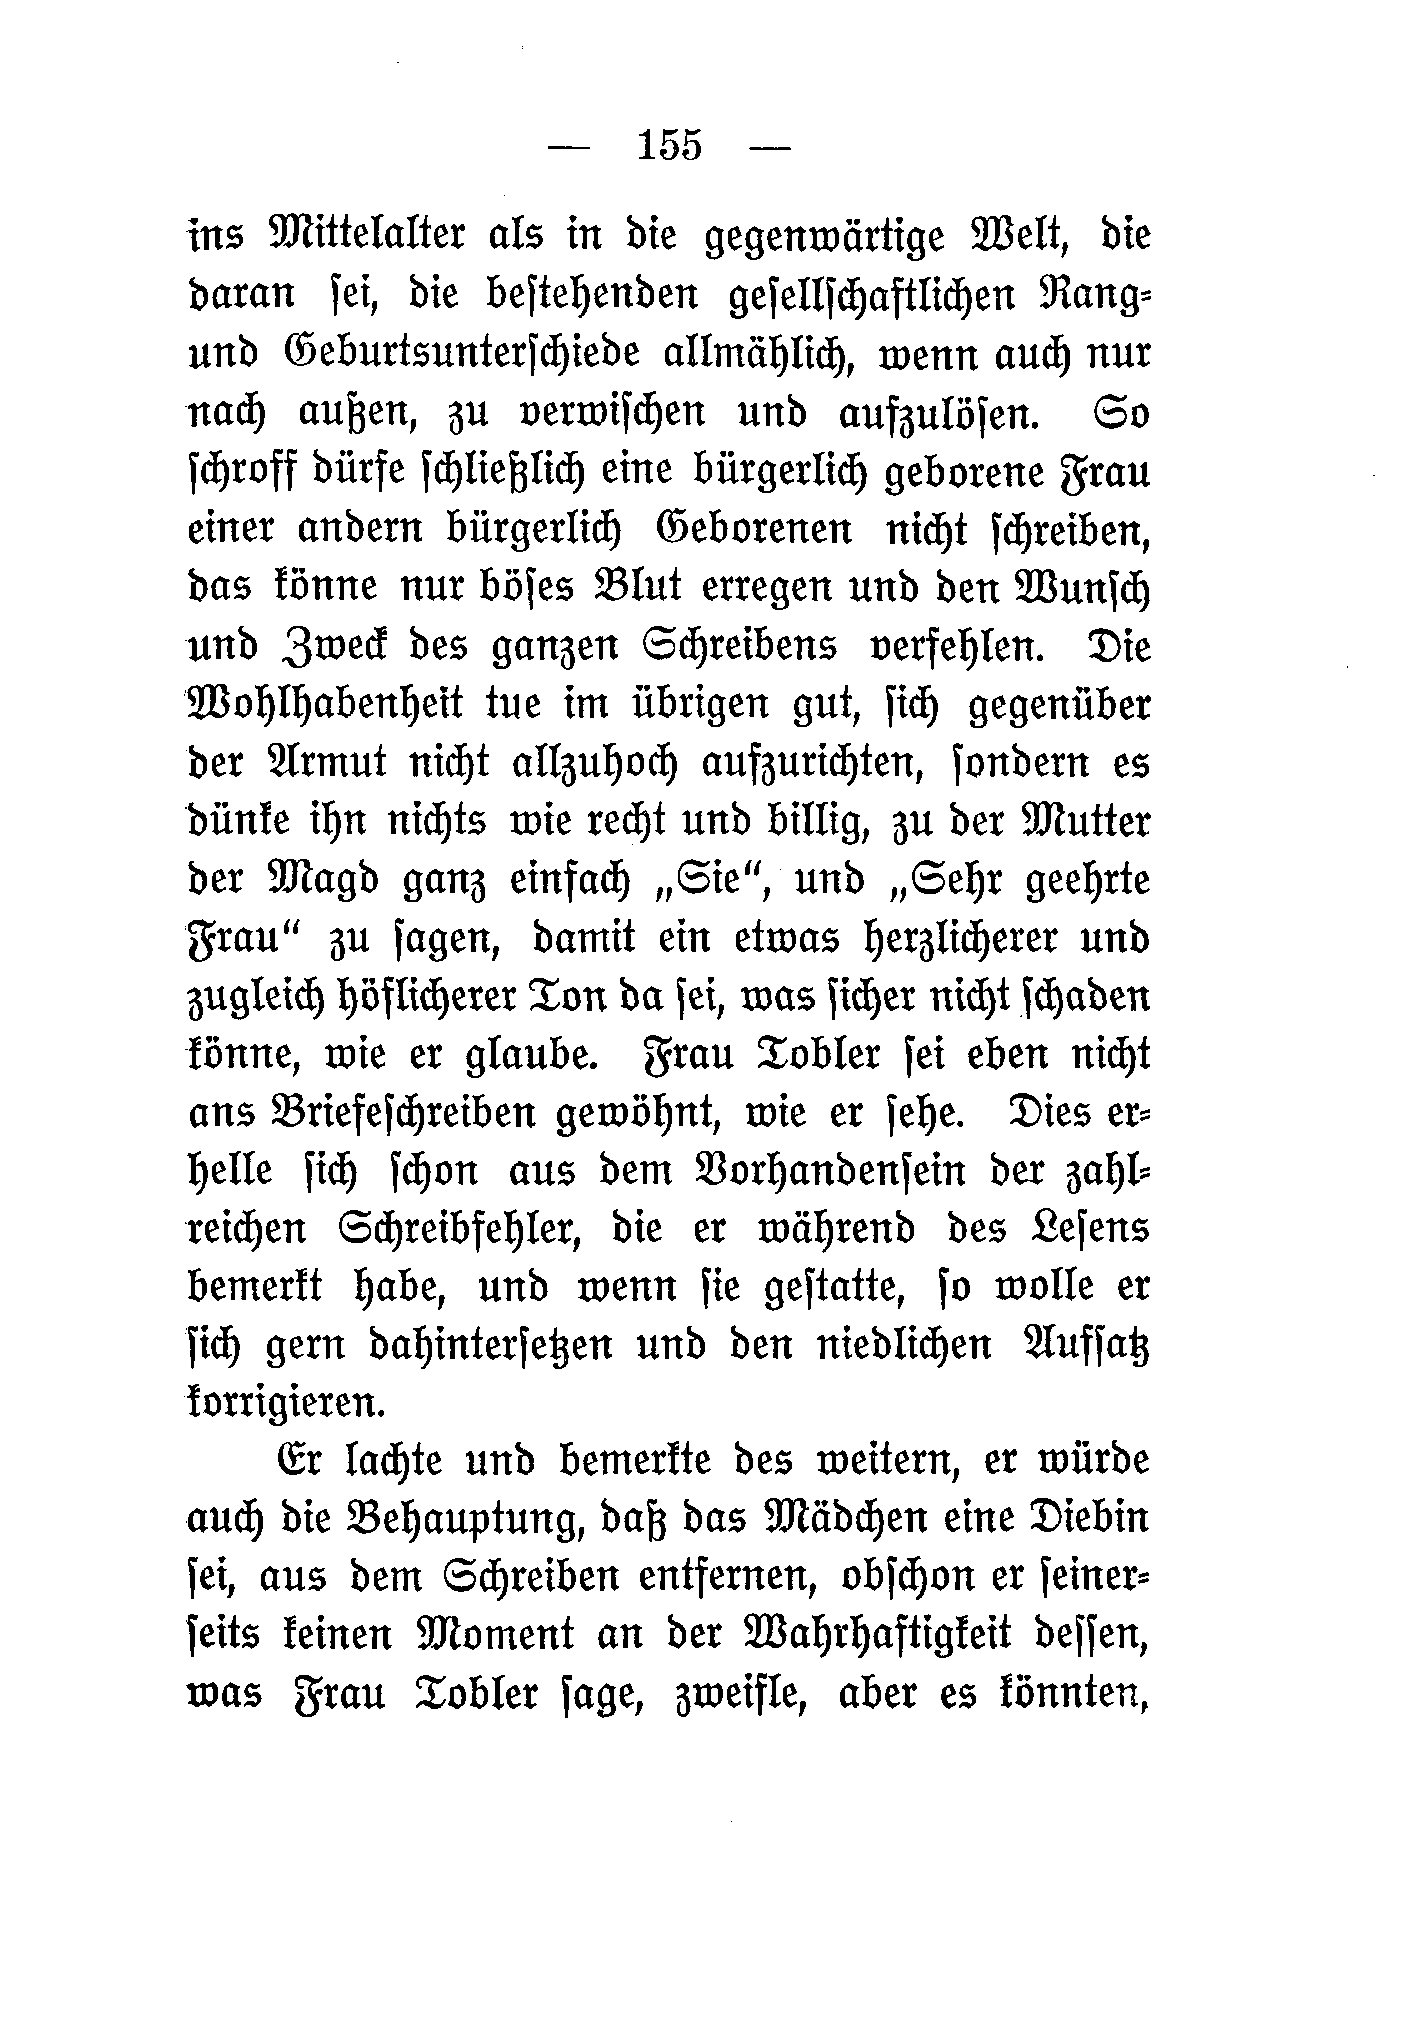 — 155 —
ins Mittelalter als in die gegenwärtige Welt, die
daran ſei, die beſtehenden geſellſchaftlichen Rang-
und Geburtsunterſchiede allmählich, wenn auch nur
nach außen, zu verwiſchen und aufzulöſen. So
ſchroff dürfe ſchließlich eine bürgerlich geborene Frau
einer andern bürgerlich Geborenen nicht ſchreiben,
das könne nur böſes Blut erregen und den Wunſch
und Zweck des ganzen Schreibens verfehlen. Die
Wohlhabenheit tue im übrigen gut, ſich gegenüber
der Armut nicht allzuhoch aufzurichten, ſondern es
dünke ihn nichts wie recht und billig, zu der Mutter
der Magd ganz einfach „Sie“, und „Sehr geehrte
Frau“ zu ſagen, damit ein etwas herzlicherer und
zugleich höflicherer Ton da ſei, was ſicher nicht ſchaden
könne, wie er glaube. Frau Tobler ſei eben nicht
ans Briefeſchreiben gewöhnt, wie er ſehe. Dies er-
helle ſich ſchon aus dem Vorhandenſein der zahl-
reichen Schreibfehler, die er während des Leſens
bemerkt habe, und wenn ſie geſtatte, ſo wolle er
ſich gern dahinterſetzen und den niedlichen Aufſatz
korrigieren.
Er lachte und bemerkte des weitern, er würde
auch die Behauptung, daß das Mädchen eine Diebin
ſei, aus dem Schreiben entfernen, obſchon er ſeiner-
ſeits keinen Moment an der Wahrhaftigkeit deſſen,
was Frau Tobler ſage, zweifle, aber es könnten,